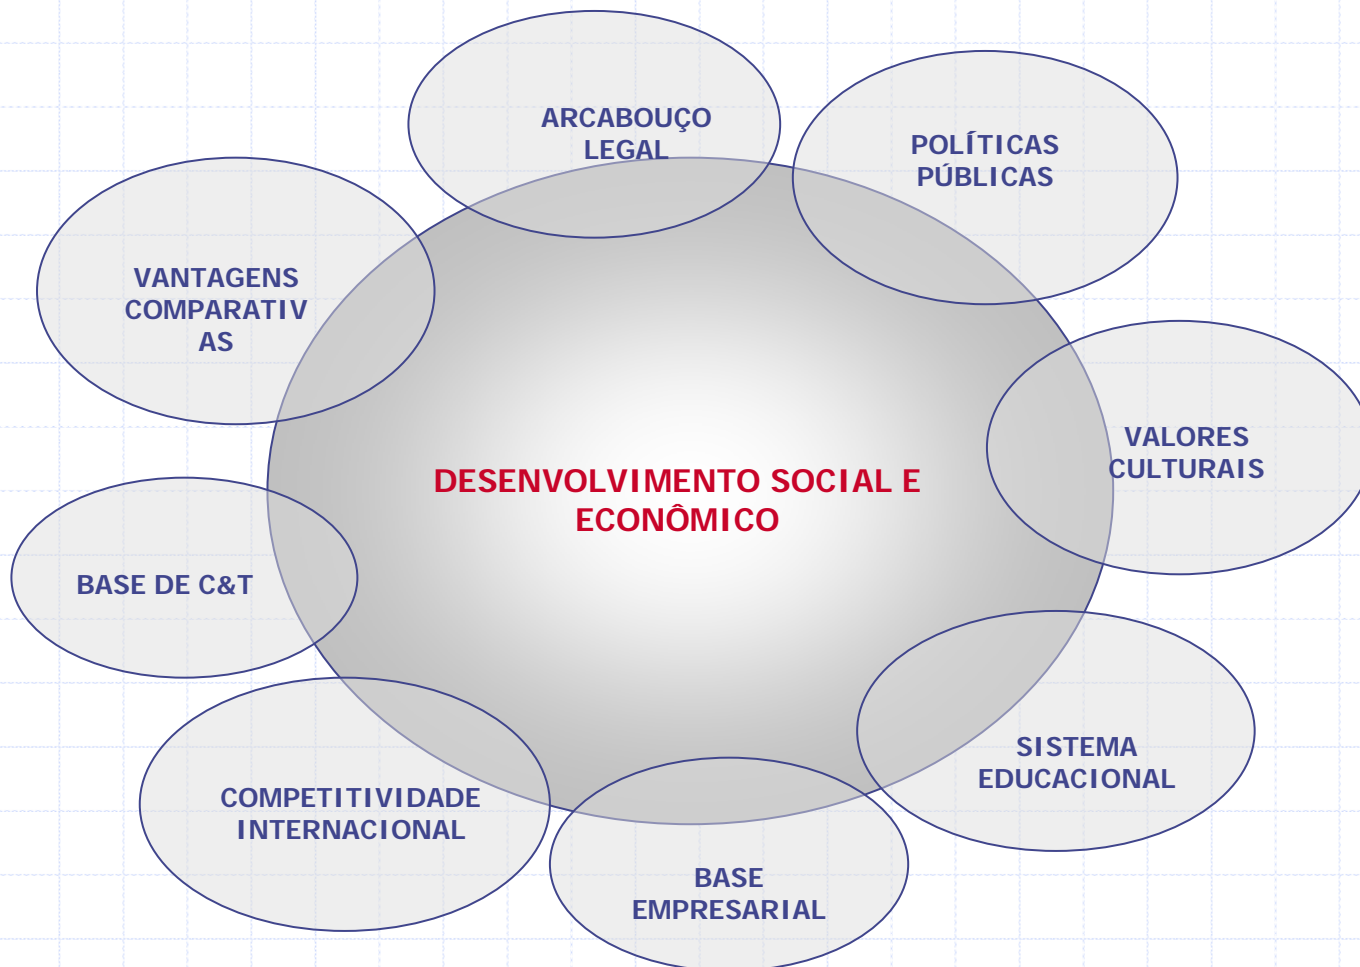 ARCABOUÇO
LEGAL
POLÍTICAS
PÚBLICAS
VANTAGENS
COMPARATIV
AS
VALORES
CULTURAIS
DESENVOLVIMENTO SOCIAL E
ECONÔMICO
BASE DE C&T
SISTEMA
EDUCACIONAL
COMPETITIVIDADE
INTERNACIONAL
BASE
EMPRESARIAL